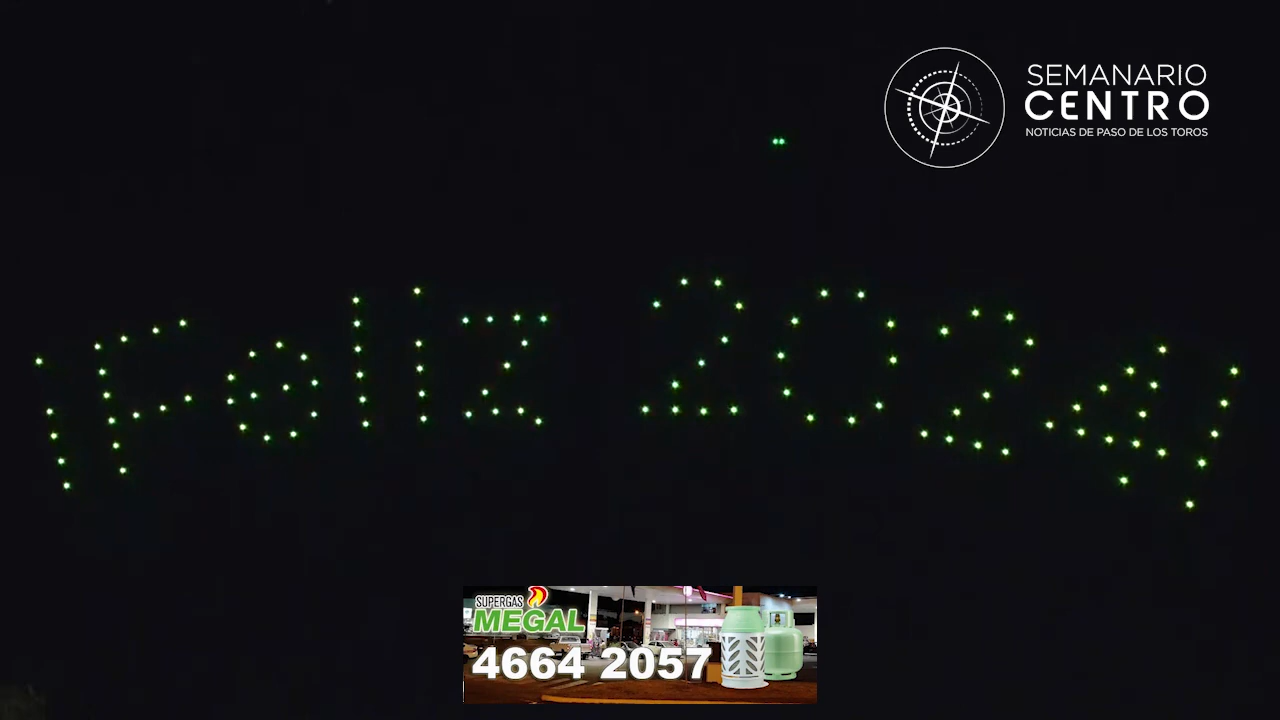 SEMANARIO
CENTRO
NOTICIAS DE PASO DE LOS TOROS
¡Feliz 2024!
SUPERGAS
MEGAL
4664 2057